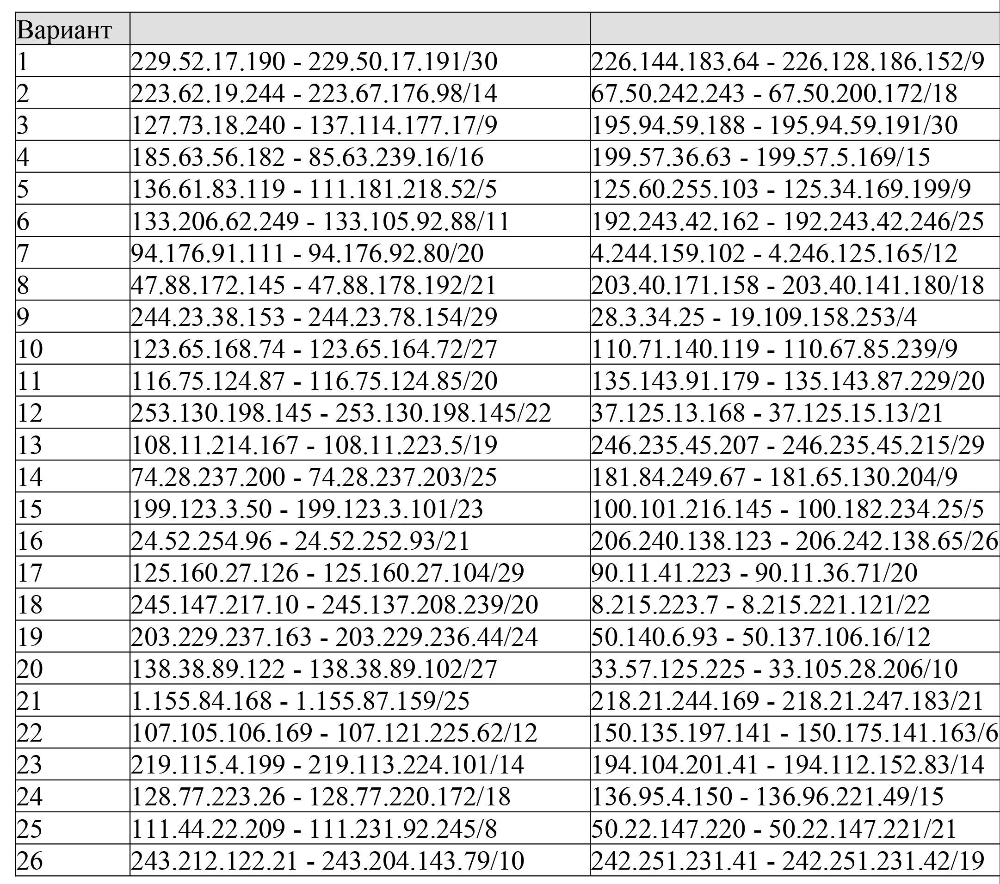 Вариант
1 229.52.17.190 - 229.50.17.191/30 226.144.183.64 - 226.128.186.152/9
2 223.62.19.244 - 223.67.176.98/14 67.50.242.243 - 67.50.200.172/18
3 127.73.18.240 - 137.114.177.17/9 195.94.59.188 - 195.94.59.191/30
4 185.63.56.182 - 85.63.239.16/16 199.57.36.63 - 199.57.5.169/15
5 136.61.83.119 - 111.181.218.52/5 125.60.255.103 - 125.34.169.199/9
6 133.206.62.249 - 133.105.92.88/11 192.243.42.162 - 192.243.42.246/25
7 94.176.91.111 - 94.176.92.80/20 4.244.159.102 - 4.246.125.165/12
8 47.88.172.145 - 47.88.178.192/21 203.40.171.158 - 203.40.141.180/18
9 244.23.38.153 - 244.23.78.154/29 28.3.34.25 - 19.109.158.253/4
10 123.65.168.74 - 123.65.164.72/27 110.71.140.119 - 110.67.85.239/9
11 116.75.124.87 - 116.75.124.85/20 135.143.91.179 - 135.143.87.229/20
12 253.130.198.145 - 253.130.198.145/22 37.125.13.168 - 37.125.15.13/21
13 108.11.214.167 - 108.11.223.5/19 246.235.45.207 - 246.235.45.215/29
14 74.28.237.200 - 74.28.237.203/25 181.84.249.67 - 181.65.130.204/9
15 199.123.3.50 - 199.123.3.101/23 100.101.216.145 - 100.182.234.25/5
16 24.52.254.96 - 24.52.252.93/21 206.240.138.123 - 206.242.138.65/26
17 125.160.27.126 - 125.160.27.104/29 90.11.41.223 - 90.11.36.71/20
18 245.147.217.10 - 245.137.208.239/20 8.215.223.7 - 8.215.221.121/22
19 203.229.237.163 - 203.229.236.44/24 50.140.6.93 - 50.137.106.16/12
20 138.38.89.122 - 138.38.89.102/27 33.57.125.225 - 33.105.28.206/10
21 1.155.84.168 - 1.155.87.159/25 218.21.244.169 - 218.21.247.183/21
22 107.105.106.169 - 107.121.225.62/12 150.135.197.141 - 150.175.141.163/6
23 219.115.4.199 - 219.113.224.101/14 194.104.201.41 - 194.112.152.83/14
24 128.77.223.26 - 128.77.220.172/18 136.95.4.150 - 136.96.221.49/15
25 111.44.22.209 - 111.231.92.245/8 50.22.147.220 - 50.22.147.221/21
26 243.212.122.21 - 243.204.143.79/10 242.251.231.41 - 242.251.231.42/19